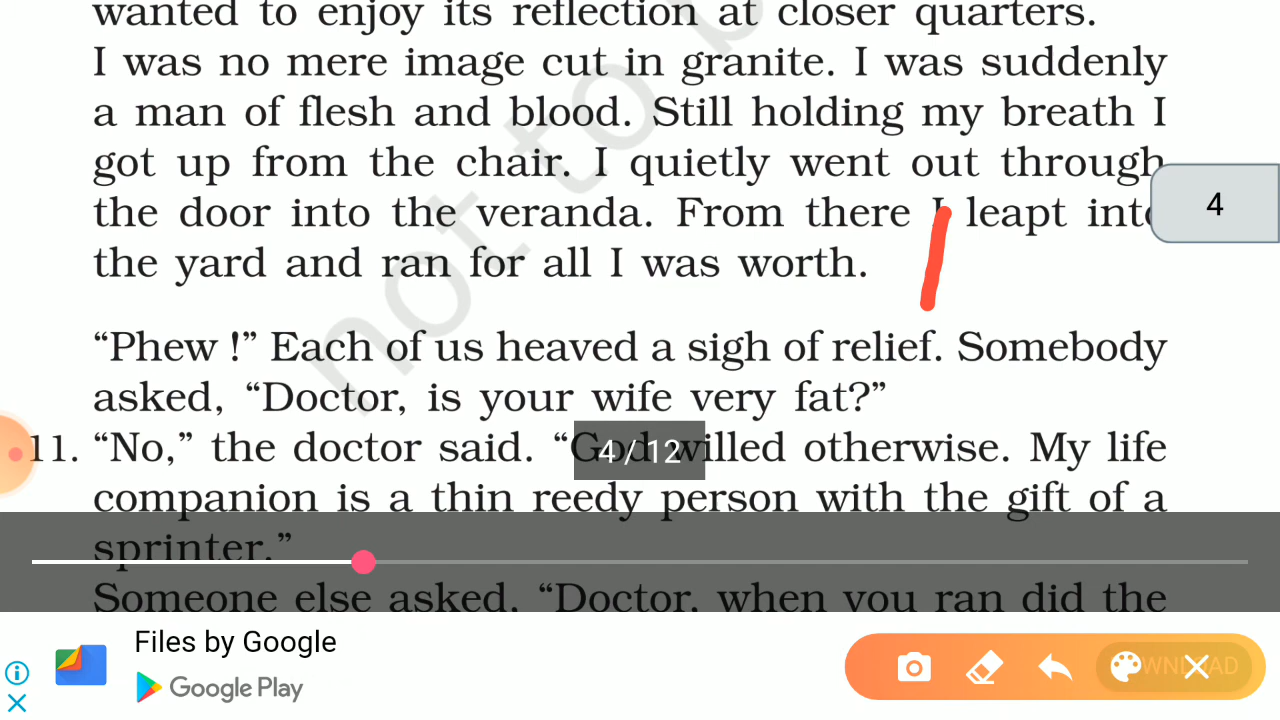 wanted to enjoy its reflection at closer quarters.
I was no mere image cut in granite. I was suddenly
a man of flesh and blood. Still holding my breath I
got up from the chair. I quietly went out through
the door into the veranda. From there I leapt into
4
the yard and ran for all I was worth.
“Phew !” Each of us heaved a sigh of relief. Somebody
asked, “Doctor, is your wife very fat?”
11. “No,” the doctor said. “God willed otherwise. My life
4 / 12
companion is a thin reedy person with the gift of a
sprinter.”
Someone else asked, “Doctor, when you ran did the
Files by Google
Google Play
not to b